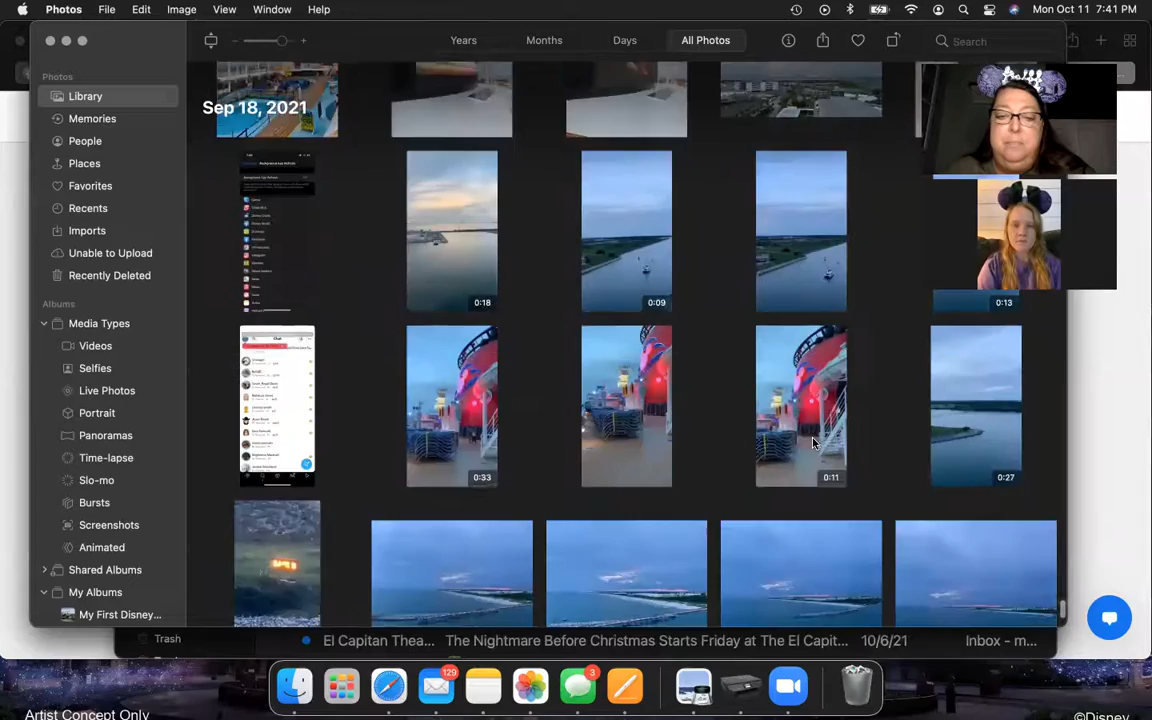 Photos File Edit Image View Window Help Mon Oct 11 7:41 PM
Years Months Days All Photos Search
Photos
Library
Memories
People
Places
Favorites
Recents
Imports
Unable to Upload
Recently Deleted
Albums
Media Types
Videos
Selfies
Live Photos
Portrait
Panoramas
Time-lapse
Slo-mo
Bursts
Screenshots
Animated
Shared Albums
My Albums
My First Disney...
Sep 18, 2021
0:18
0:09
0:13
Chat
0:33
0:11
0:27
Trash
El Capitan Thea... The Nightmare Before Christmas Starts Friday at The El Capit... 10/6/21 Inbox - m...
129
3
Artist Concept Only
©Disney